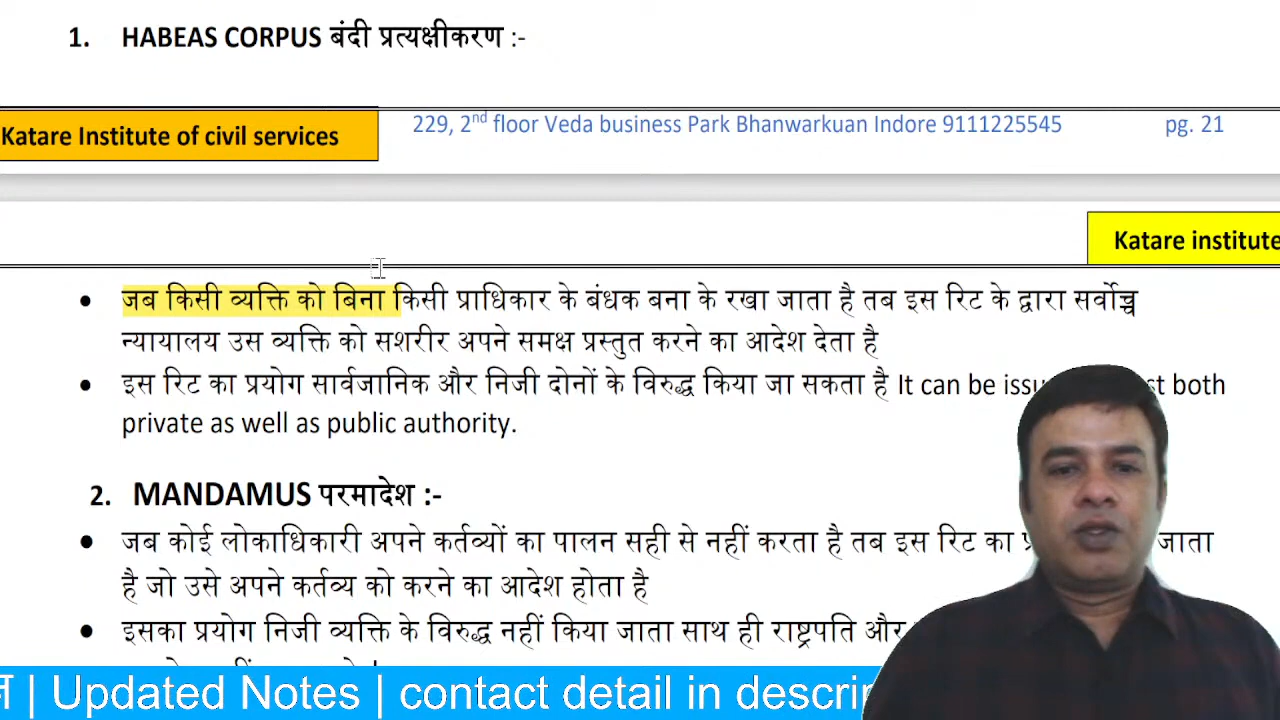 1. HABEAS CORPUS बंदी प्रत्यक्षीकरण :-
Katare Institute of civil services
229, 2nd floor Veda business Park Bhanwarkuan Indore 9111225545 pg. 21
Katare institute
• जब किसी व्यक्ति को बिना किसी प्राधिकार के बंधक बना के रखा जाता है तब इस रिट के द्वारा सर्वोच्च
न्यायालय उस व्यक्ति को सशरीर अपने समक्ष प्रस्तुत करने का आदेश देता है
• इस रिट का प्रयोग सार्वजानिक और निजी दोनों के विरुद्ध किया जा सकता है It can be both
private as well as public authority.
2. MANDAMUS परमादेश :-
• जब कोई लोकाधिकारी अपने कर्तव्यों का पालन सही से नहीं करता है तब इस रिट का जाता
है जो उसे अपने कर्तव्य को करने का आदेश होता है
• इसका प्रयोग निजी व्यक्ति के विरुद्ध नहीं किया जाता साथ ही राष्ट्रपति और
| Updated Notes | contact detail in